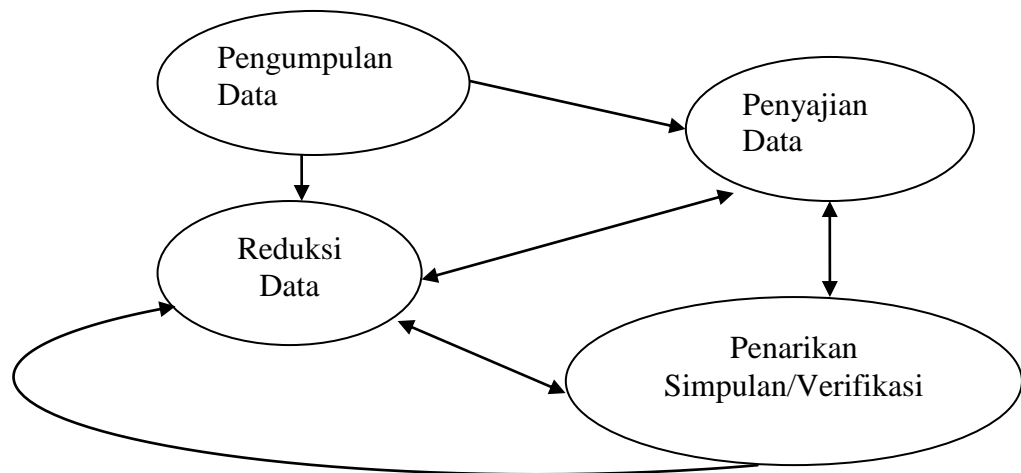 Pengumpulan
Data
Penyajian
Data
Reduksi
Data
Penarikan
Simpulan/Verifikasi